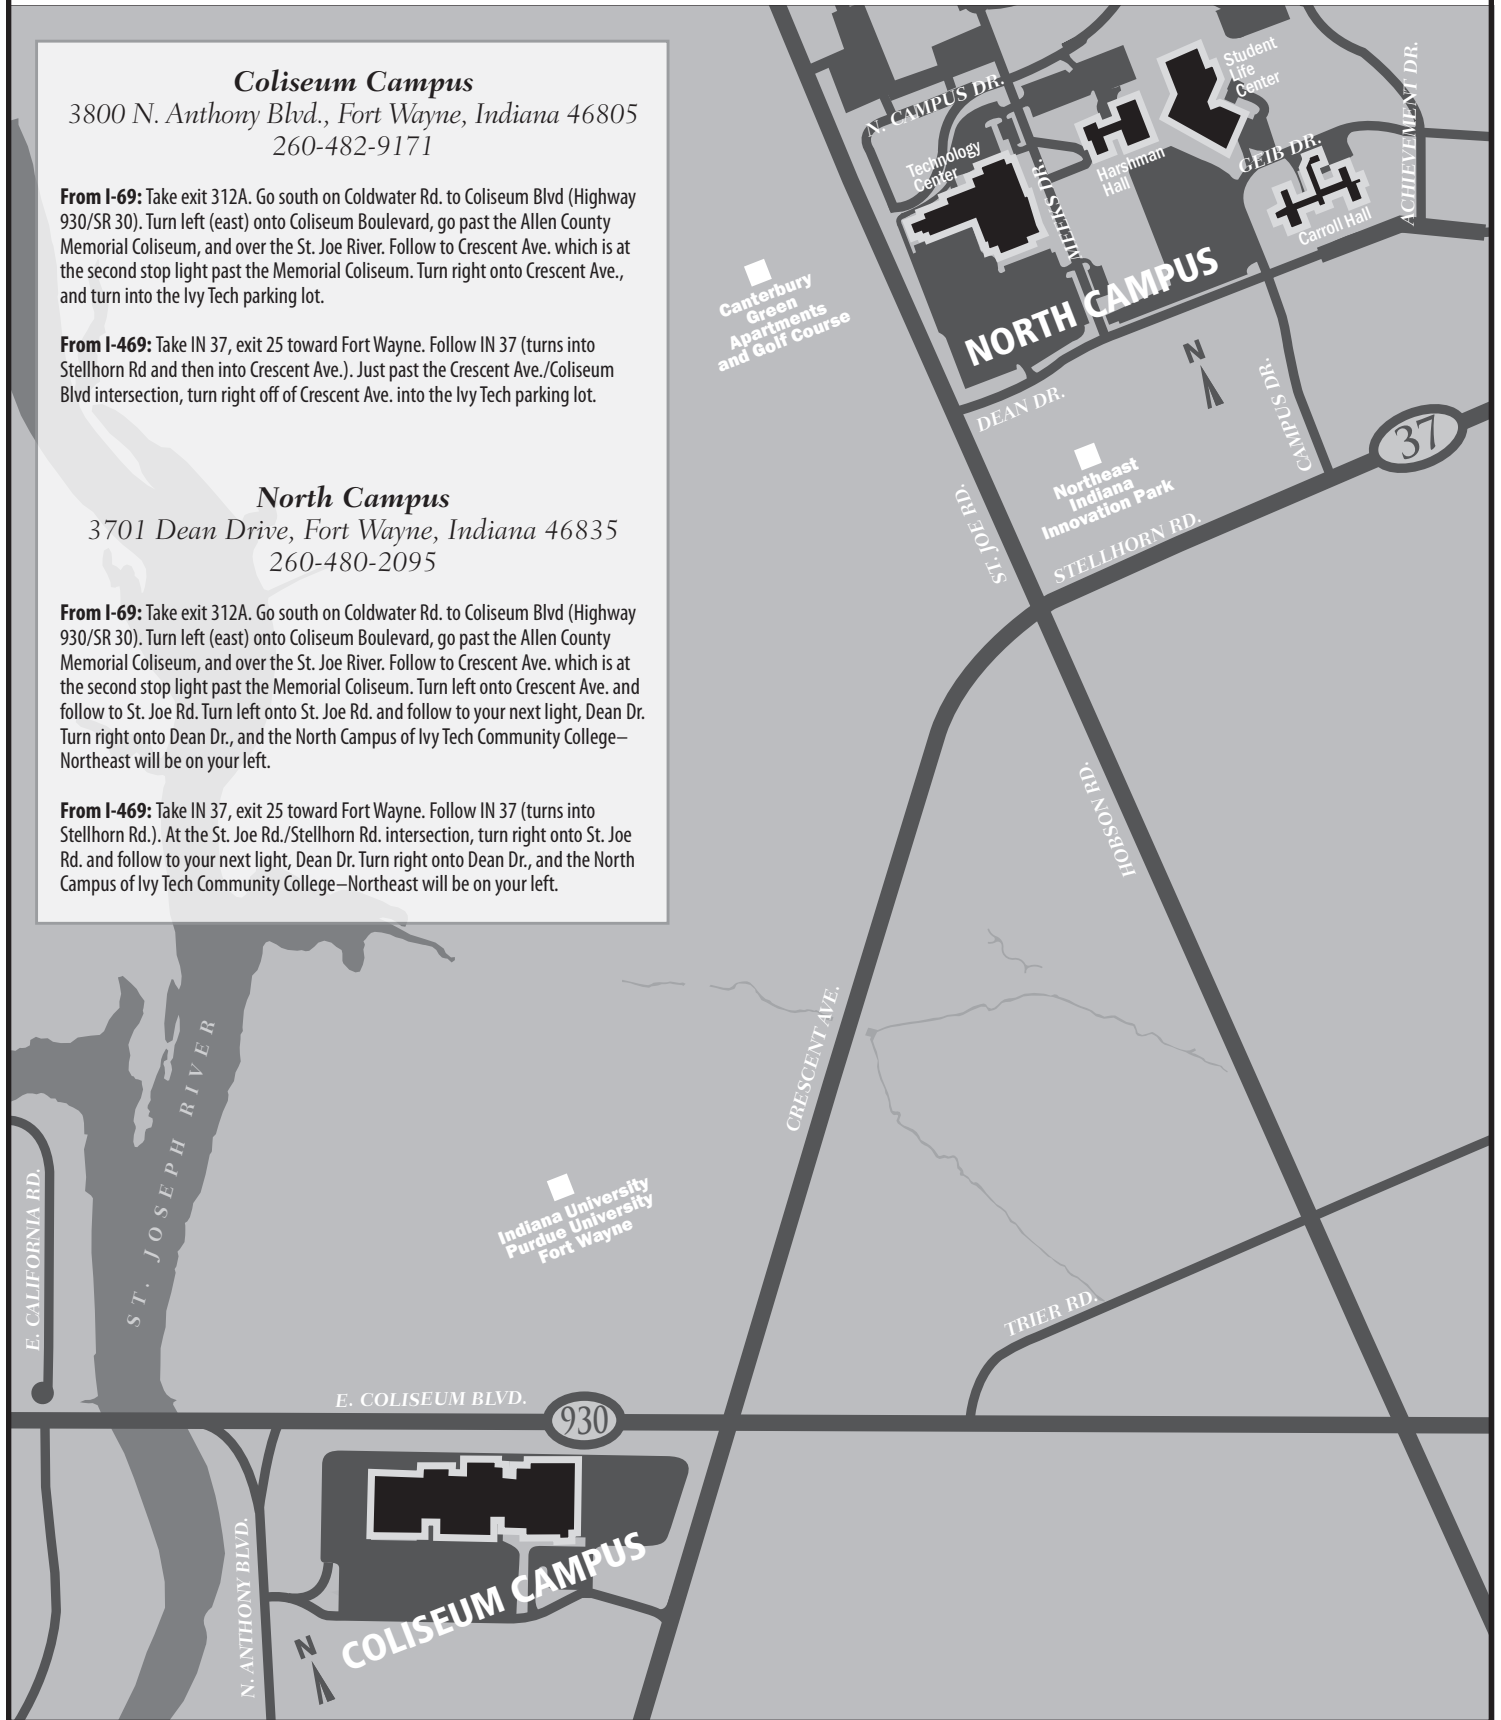 Coliseum Campus
3800 N. Anthony Blvd., Fort Wayne, Indiana 46805
260-482-9171
From I-69: Take exit 312A. Go south on Coldwater Rd. to Coliseum Blvd (Highway
930/SR 30). Turn left (east) onto Coliseum Boulevard, go past the Allen County
Memorial Coliseum, and over the St. Joe River. Follow to Crescent Ave. which is at
the second stop light past the Memorial Coliseum. Turn right onto Crescent Ave.,
and turn into the Ivy Tech parking lot.
From I-469: Take IN 37, exit 25 toward Fort Wayne. Follow IN 37 (turns into
Stellhorn Rd and then into Crescent Ave.). Just past the Crescent Ave./Coliseum
Blvd intersection, turn right off of Crescent Ave. into the Ivy Tech parking lot.
North Campus
3701 Dean Drive, Fort Wayne, Indiana 46835
260-480-2095
From I-69: Take exit 312A. Go south on Coldwater Rd. to Coliseum Blvd (Highway
930/SR 30). Turn left (east) onto Coliseum Boulevard, go past the Allen County
Memorial Coliseum, and over the St. Joe River. Follow to Crescent Ave. which is at
the second stop light past the Memorial Coliseum. Turn left onto Crescent Ave. and
follow to St. Joe Rd. Turn left onto St. Joe Rd. and follow to your next light, Dean Dr.
Turn right onto Dean Dr., and the North Campus of Ivy Tech Community College–
Northeast will be on your left.
From I-469: Take IN 37, exit 25 toward Fort Wayne. Follow IN 37 (turns into
Stellhorn Rd.). At the St. Joe Rd./Stellhorn Rd. intersection, turn right onto St. Joe
Rd. and follow to your next light, Dean Dr. Turn right onto Dean Dr., and the North
Campus of Ivy Tech Community College–Northeast will be on your left.
Student
Life
Center
N. CAMPUS DR.
ACHIEVEMENT DR.
Technology
Center
Harshman
Hall
GEIB DR.
MIERS DR.
Carroll Hall
NORTH CAMPUS
Canterbury
Green
Apartments
and Golf Course
N
DEAN DR.
CAMPUS DR.
37
Northeast
Indiana
Innovation Park
ST. JOE RD.
STELLHORN RD.
HOBSON RD.
CRESCENT AVE.
ST. JOSEPH RIVER
E. CALIFORNIA RD.
Indiana University
Purdue University
Fort Wayne
TRIER RD.
E. COLISEUM BLVD.
930
N. ANTHONY BLVD.
COLISEUM CAMPUS
N